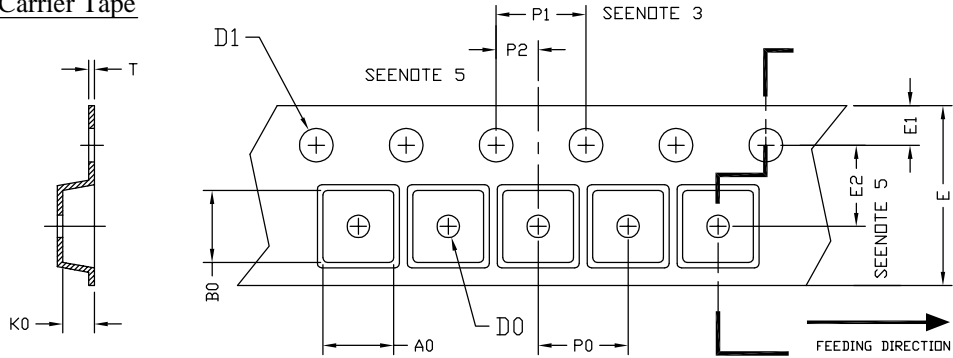 Carrier Tape
P1
SEENOTE 3
D1
P2
T
SEENOTE 5
E1
E2
E
SEENOTE 5
B0
K0
A0
D0
P0
FEEDING DIRECTION